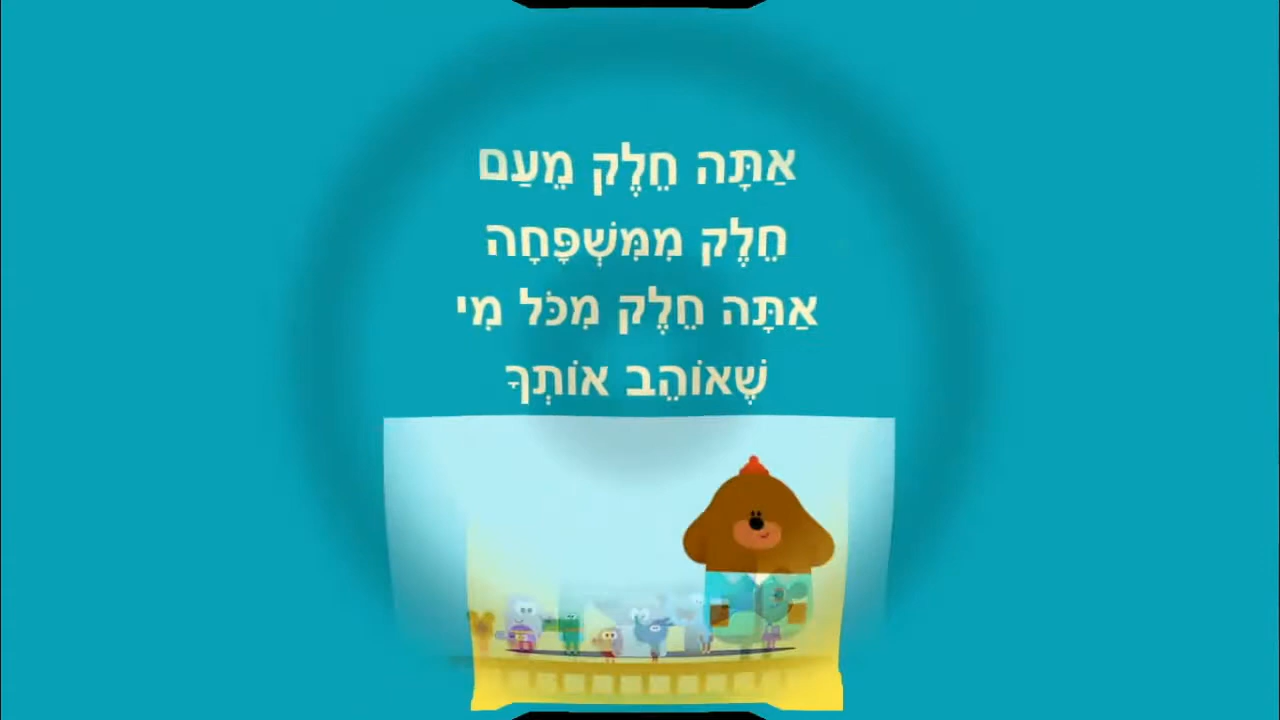 אַתָּה חֵלֶק מֵעַם
חֵלֶק מִמִּשְׁפָּחָה
אַתָּה חֵלֶק מִכֹּל מִי
שֶׁאוֹהֵב אוֹתְךָ